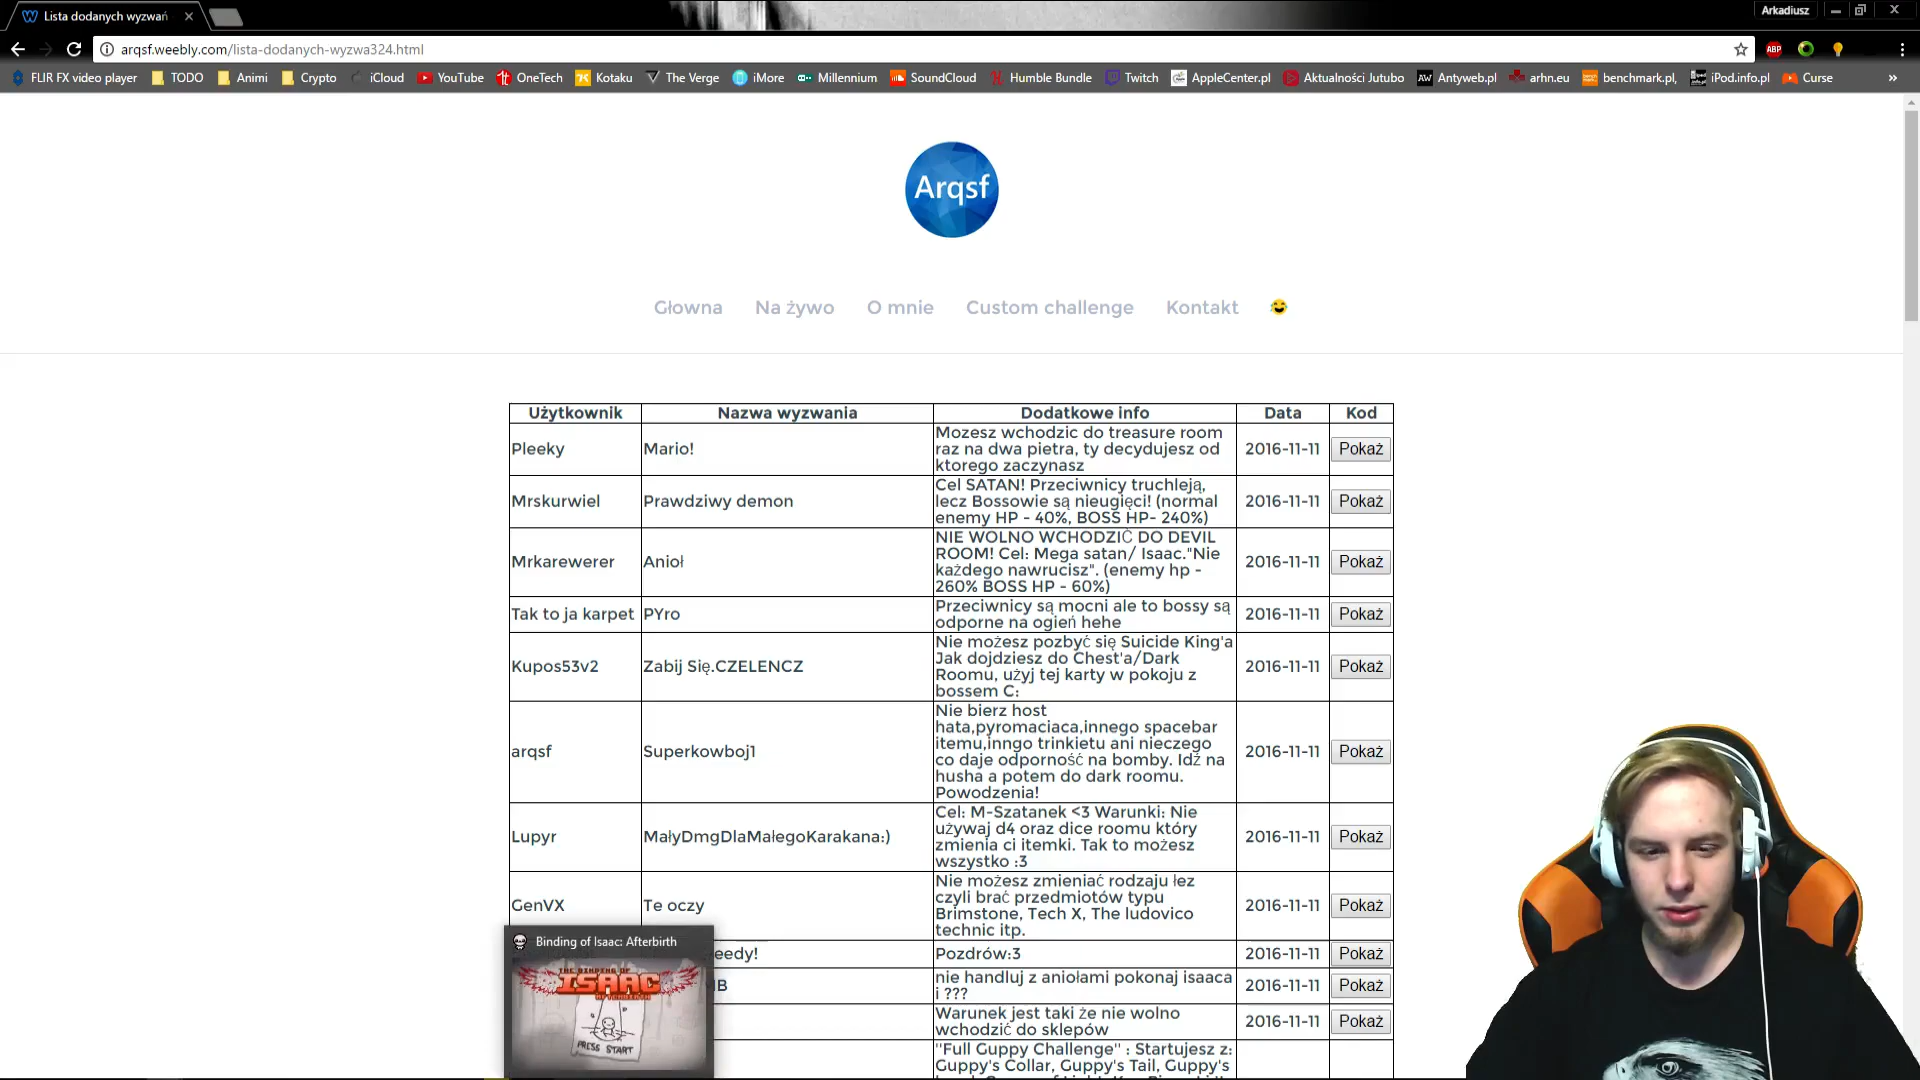 Lista dodanych wyzwań
Arkadiusz
arqsf.weebly.com/lista-dodanych-wyzwa324.html
ABP
FLIR FX video player TODO Animi Crypto iCloud YouTube OneTech Kotaku The Verge iMore Millennium SoundCloud Humble Bundle Twitch AppleCenter.pl Aktualności Jutubo Antyweb.pl arhn.eu benchmark.pl, iPod.info.pl Curse »
Arqsf
Głowna Na żywo O mnie Custom challenge Kontakt
Użytkownik Nazwa wyzwania Dodatkowe info Data Kod
Mozesz wchodzic do treasure room
Pleeky Mario! raz na dwa pietra, ty decydujesz od 2016-11-11 Pokaż
ktorego zaczynasz
Cel SATAN! Przeciwnicy truchleją,
Mrskurwiel Prawdziwy demon lecz Bossowie są nieugięci! (normal 2016-11-11 Pokaż
enemy HP - 40%, BOSS HP- 240%)
NIE WOLNO WCHODZIĆ DO DEVIL
ROOM! Cel: Mega satan/ Isaac."Nie
Mrkarewerer Anioł 2016-11-11 Pokaż
każdego nawrucisz". (enemy hp -
260% BOSS HP - 60%)
Przeciwnicy są mocni ale to bossy są
Tak to ja karpet PYro 2016-11-11 Pokaż
odporne na ogień hehe
Nie możesz pozbyć się Suicide King'a
Jak dojdziesz do Chest'a/Dark
Kupos53v2 Zabij Się.CZELENCZ 2016-11-11 Pokaż
Roomu, użyj tej karty w pokoju z
bossem C:
Nie bierz host
hata,pyromaciaca,innego spacebar
itemu,inngo trinkietu ani nieczego
arqsf Superkowboj1 2016-11-11 Pokaż
co daje odporność na bomby. Idź na
husha a potem do dark roomu.
Powodzenia!
Cel: M-Szatanek <3 Warunki: Nie
używaj d4 oraz dice roomu który
Lupyr MałyDmgDlaMałegoKarakana:) 2016-11-11 Pokaż
zmienia ci itemki. Tak to możesz
wszystko :3
Nie możesz zmieniać rodzaju łez
czyli brać przedmiotów typu
GenVX Te oczy 2016-11-11 Pokaż
Brimstone, Tech X, The ludovico
technic itp.
eedy! Pozdrów:3 2016-11-11 Pokaż
nie handluj z aniołami pokonaj isaaca
IB 2016-11-11 Pokaż
i ???
Warunek jest taki że nie wolno
2016-11-11 Pokaż
wchodzić do sklepów
"Full Guppy Challenge" : Startujesz z:
Guppy's Collar, Guppy's Tail, Guppy's
Binding of Isaac: Afterbirth
THE BINDING OF
ISAAC
AFTERBIRTH
PRESS START